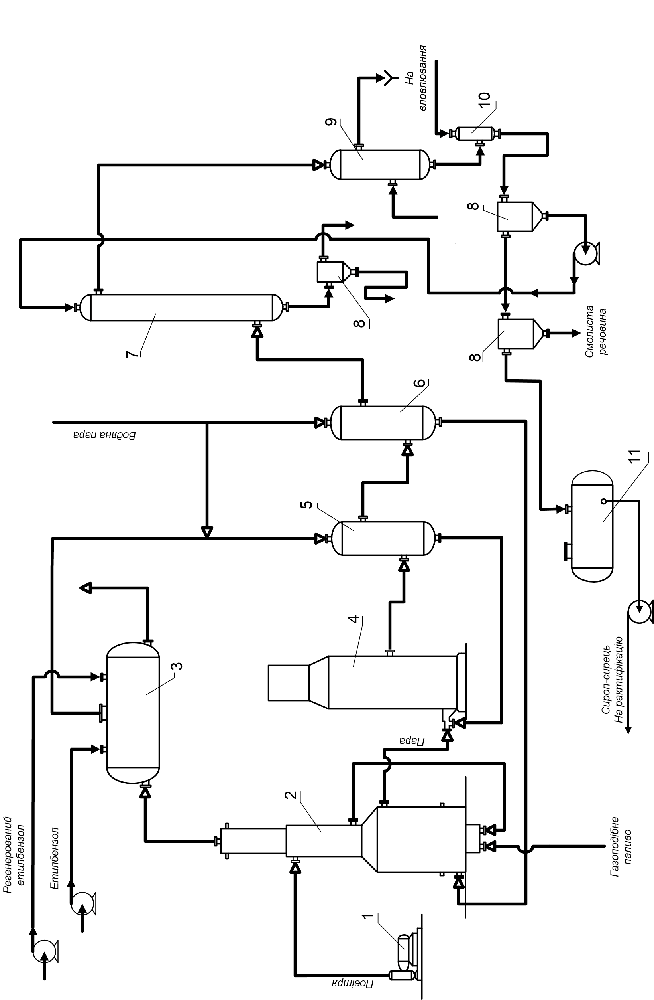 Регенерований
етилбензол
Етилбензол
Водяна пара
Пара
Повітря
Газоподібне
паливо
Сироп-сирець
На рактифікацію
Смолиста
речовина
На
вловлювання
1
2
3
4
5
6
7
8
8
8
9
10
11